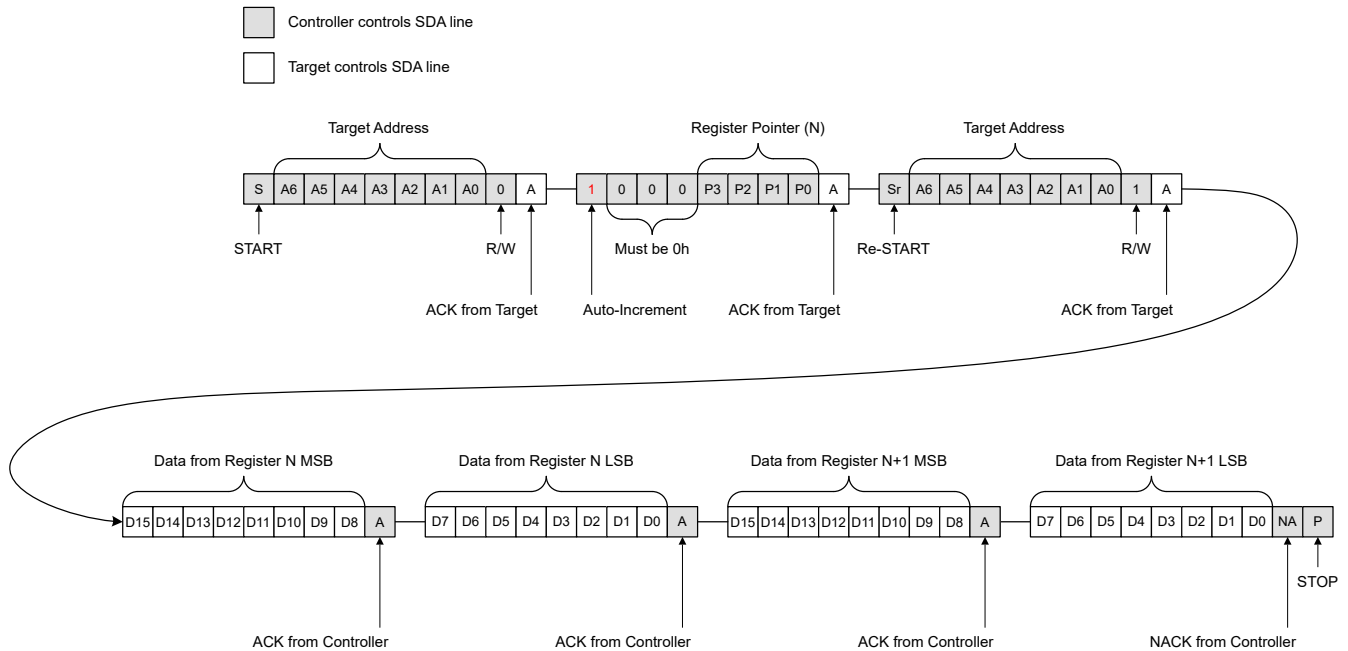 Controller controls SDA line
Target controls SDA line
Target Address
Register Pointer (N)
Target Address
S A6 A5 A4 A3 A2 A1 A0 0 A 1 0 0 0 P3 P2 P1 P0 A Sr A6 A5 A4 A3 A2 A1 A0 1 A
START
R/W
Must be 0h
Re-START
R/W
ACK from Target
Auto-Increment
ACK from Target
ACK from Target
Data from Register N MSB
Data from Register N LSB
Data from Register N+1 MSB
Data from Register N+1 LSB
D15 D14 D13 D12 D11 D10 D9 D8 A D7 D6 D5 D4 D3 D2 D1 D0 A D15 D14 D13 D12 D11 D10 D9 D8 A D7 D6 D5 D4 D3 D2 D1 D0 NA P
STOP
ACK from Controller
ACK from Controller
ACK from Controller
NACK from Controller